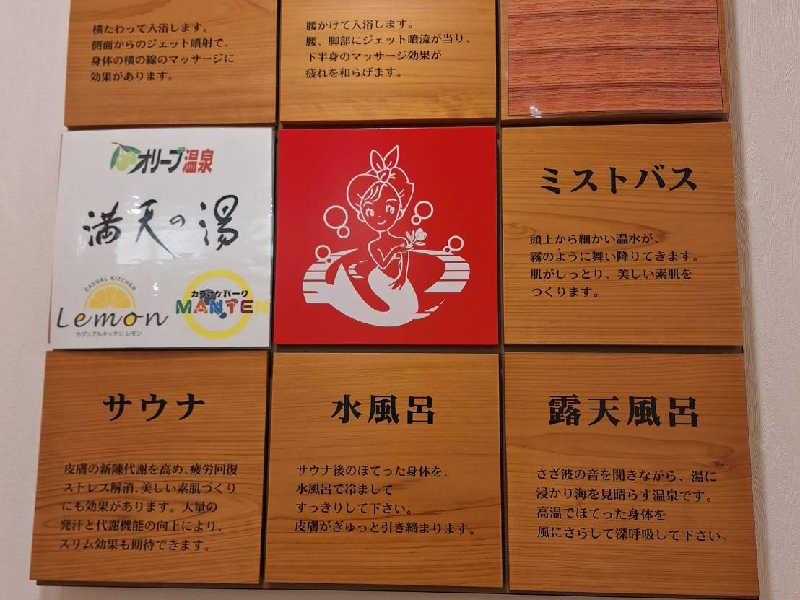 横たわって入浴します。
側面からのジェット噴射で、
身体の横の線のマッサージに
効果があります。
腰かけて入浴します。
腰、脚部にジェット噴流が当り、
下半身のマッサージ効果が
疲れを和らげます。
オリーブ温泉
満天の湯
CASUAL KITCHEN
Lemon
カジュアルキッチン レモン
カラオケパーク
MANTEN
ミストバス
頭上から細かい温水が、
霧のように舞い降りてきます。
肌がしっとり、美しい素肌を
つくります。
サウナ
皮膚の新陳代謝を高め、疲労回復
ストレス解消、美しい素肌づくり
にも効果があります。大量の
発汗と代謝機能の向上により、
スリム効果も期待できます。
水風呂
サウナ後のほてった身体を、
水風呂で冷まして
すっきりして下さい。
皮膚がぎゅっと引き締まります。
露天風呂
さざ波の音を聞きながら、温に
浸かり海を見晴らす温泉です。
高温でほてった身体を
風にさらして深呼吸して下さい。